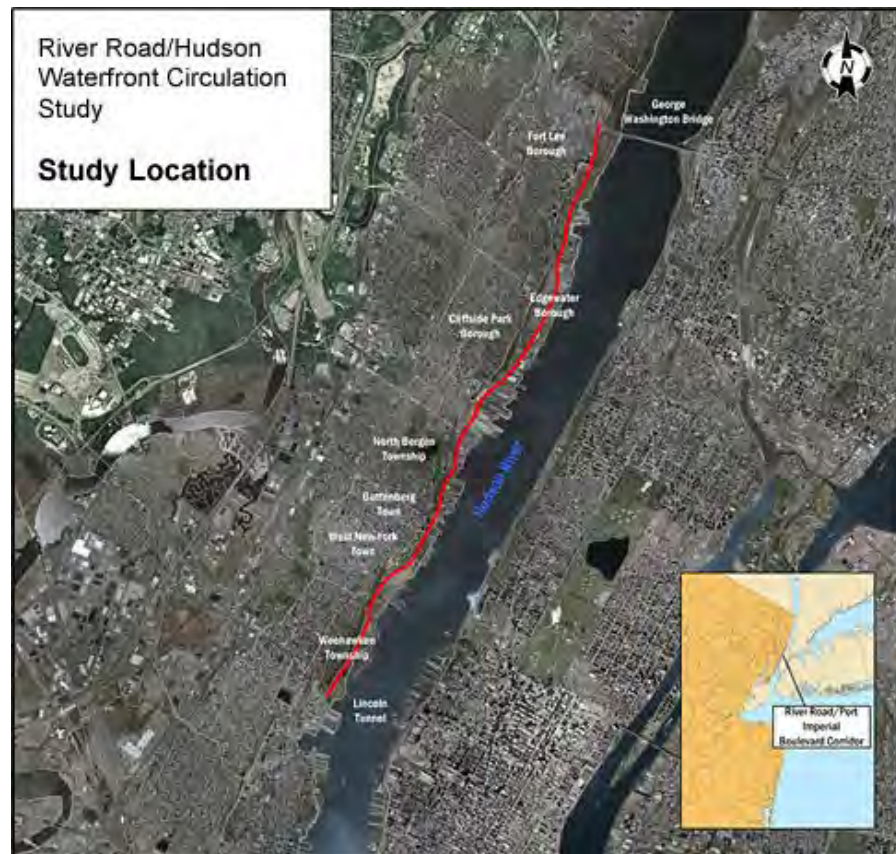 River Road/Hudson
Waterfront Circulation
Study
Study Location
N
George
Washington Bridge
Fort Lee
Borough
Edgewater
Borough
Cliffside Park
Borough
North Bergen
Township
Hudson River
Guttenberg
Town
West New York
Town
Weehawken
Township
Lincoln
Tunnel
River Road/Port
Imperial
Boulevard Corridor